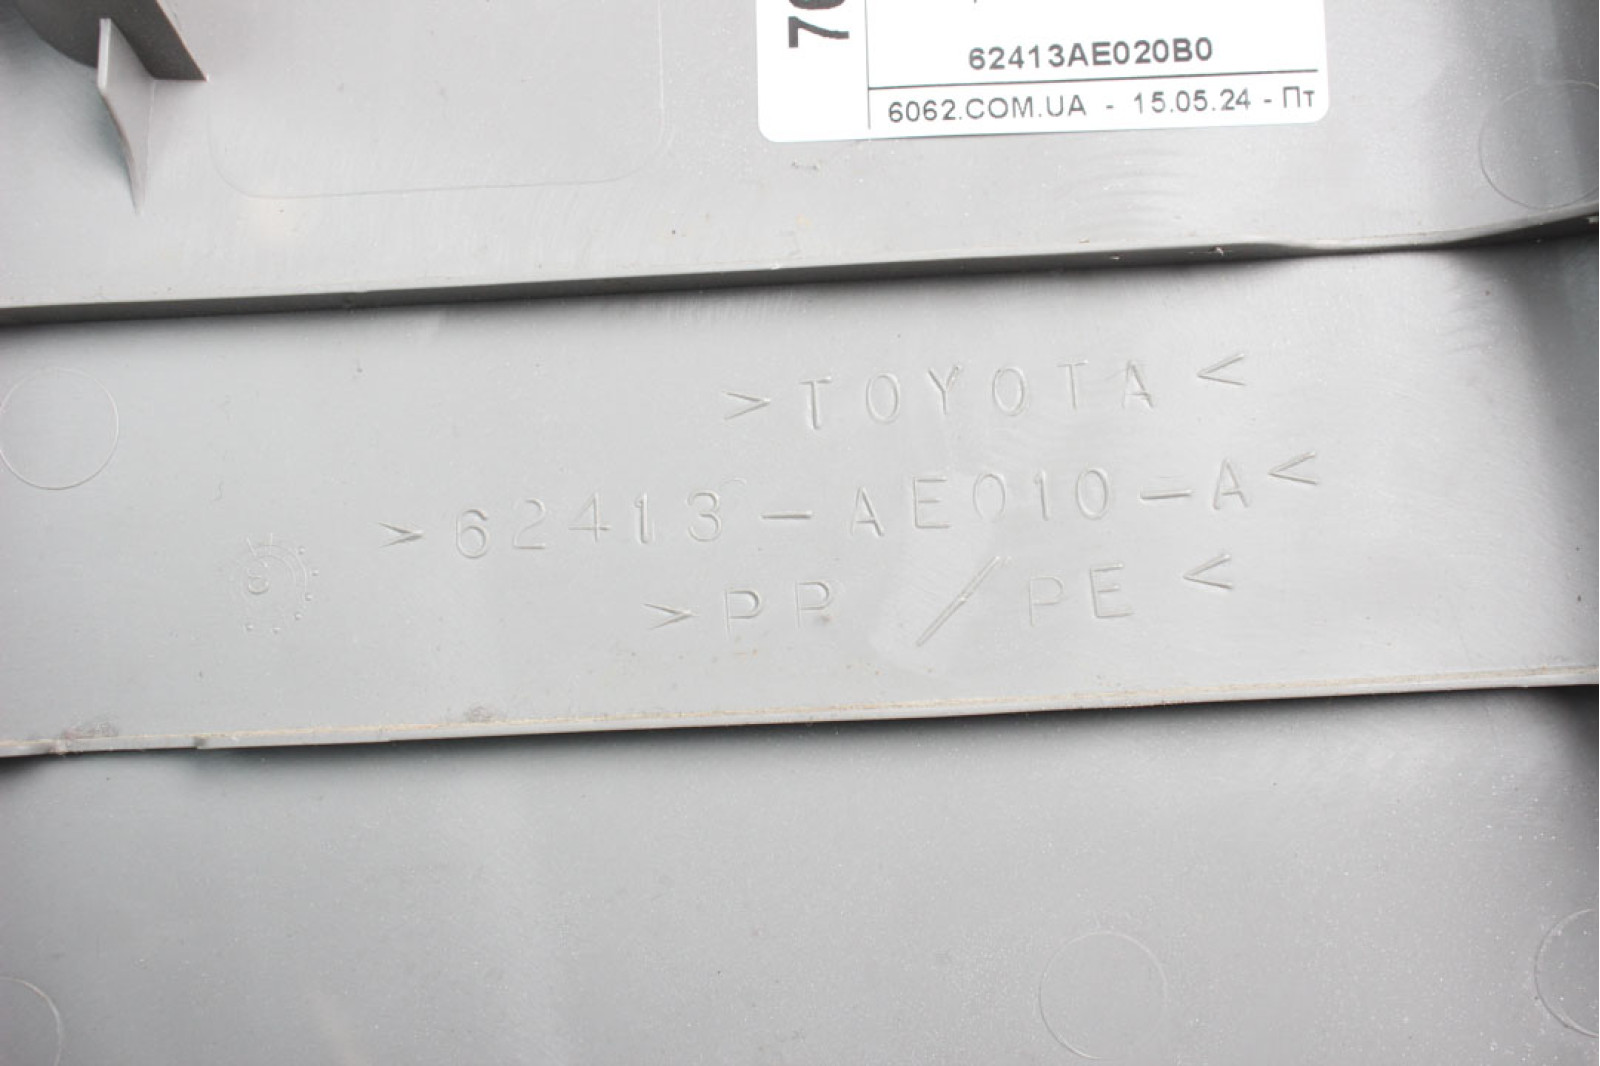 62413AE020B0
6062.COM.UA - 15.05.24 - Пт
>TOYOTA<
>62413-AE010-A<
>PP/PE<